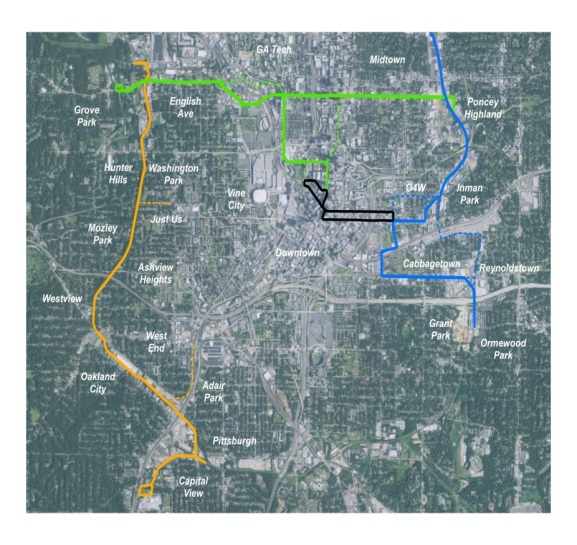 GA Tech
Midtown
Grove
Park
English
Ave
Poncey
Highland
Hunter
Hills
Washington
Park
Vine
City
O4W
Inman
Park
Just Us
Mozley
Park
Downtown
Ashview
Heights
Cabbagetown
Reynoldstown
Westview
West
End
Grant
Park
Ormewood
Park
Oakland
City
Adair
Park
Pittsburgh
Capital
View